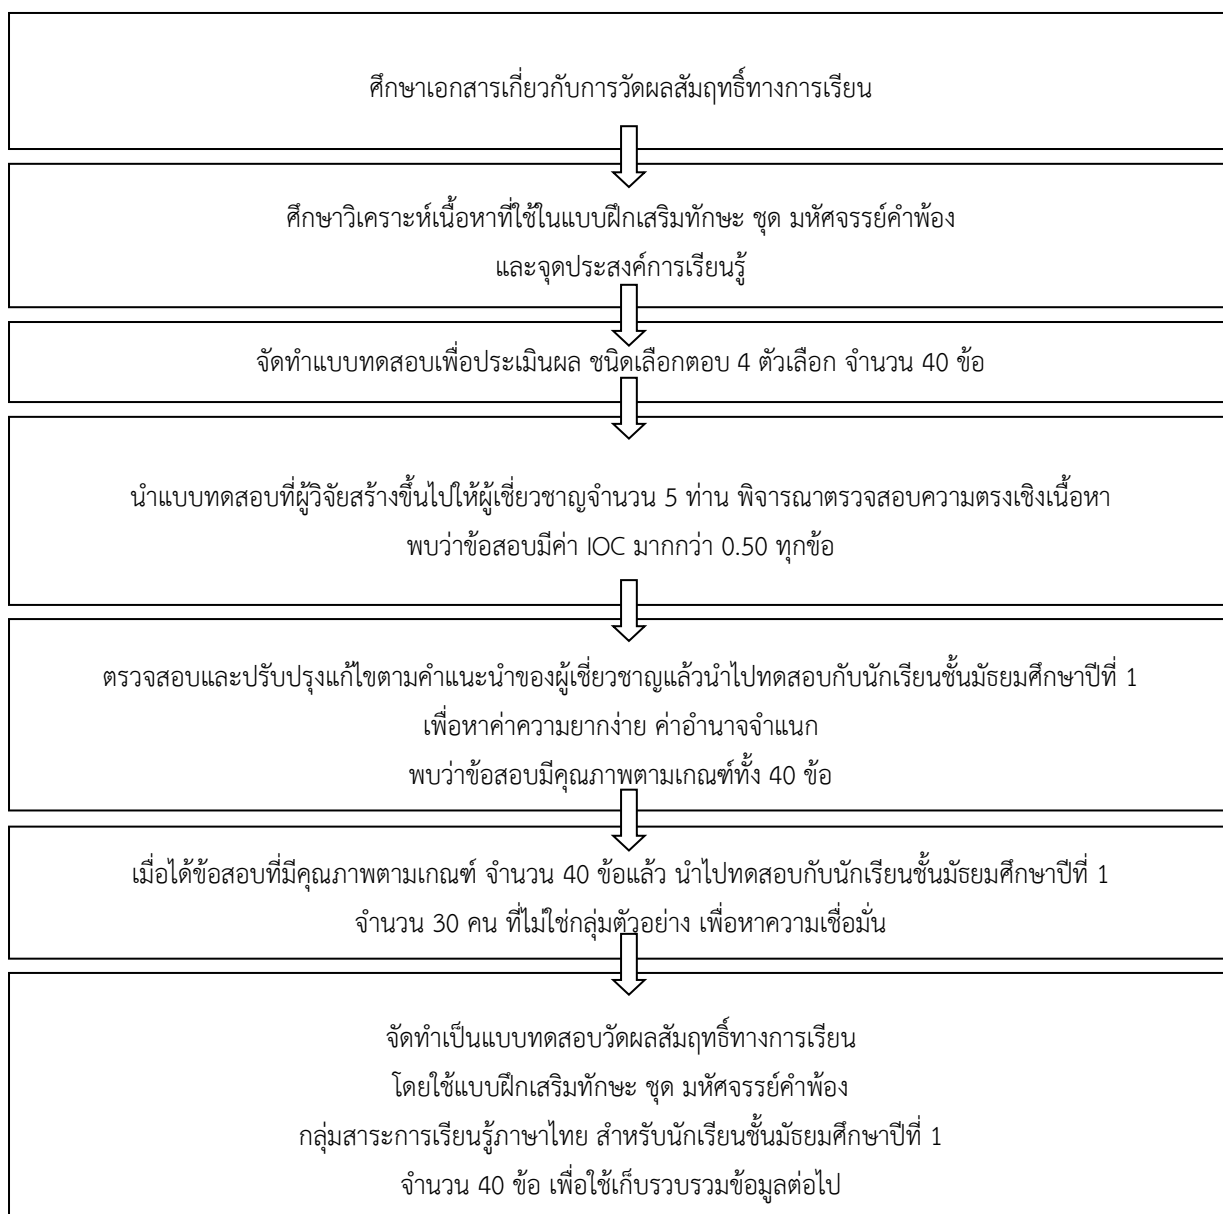 ศึกษาเอกสารเกี่ยวกับการวัดผลสัมฤทธิ์ทางการเรียน
ศึกษาวิเคราะห์เนื้อหาที่ใช้ในแบบฝึกเสริมทักษะ ชุด มหัศจรรย์คำพ้อง
และจุดประสงค์การเรียนรู้
จัดทำแบบทดสอบเพื่อประเมินผล ชนิดเลือกตอบ 4 ตัวเลือก จำนวน 40 ข้อ
นำแบบทดสอบที่ผู้วิจัยสร้างขึ้นไปให้ผู้เชี่ยวชาญจำนวน 5 ท่าน พิจารณาตรวจสอบความตรงเชิงเนื้อหา
พบว่าข้อสอบมีค่า IOC มากกว่า 0.50 ทุกข้อ
ตรวจสอบและปรับปรุงแก้ไขตามคำแนะนำของผู้เชี่ยวชาญแล้วนำไปทดสอบกับนักเรียนชั้นมัธยมศึกษาปีที่ 1
เพื่อหาค่าความยากง่าย ค่าอำนาจจำแนก
พบว่าข้อสอบมีคุณภาพตามเกณฑ์ทั้ง 40 ข้อ
เมื่อได้ข้อสอบที่มีคุณภาพตามเกณฑ์ จำนวน 40 ข้อแล้ว นำไปทดสอบกับนักเรียนชั้นมัธยมศึกษาปีที่ 1
จำนวน 30 คน ที่ไม่ใช่กลุ่มตัวอย่าง เพื่อหาความเชื่อมั่น
จัดทำเป็นแบบทดสอบวัดผลสัมฤทธิ์ทางการเรียน
โดยใช้แบบฝึกเสริมทักษะ ชุด มหัศจรรย์คำพ้อง
กลุ่มสาระการเรียนรู้ภาษาไทย สำหรับนักเรียนชั้นมัธยมศึกษาปีที่ 1
จำนวน 40 ข้อ เพื่อใช้เก็บรวบรวมข้อมูลต่อไป